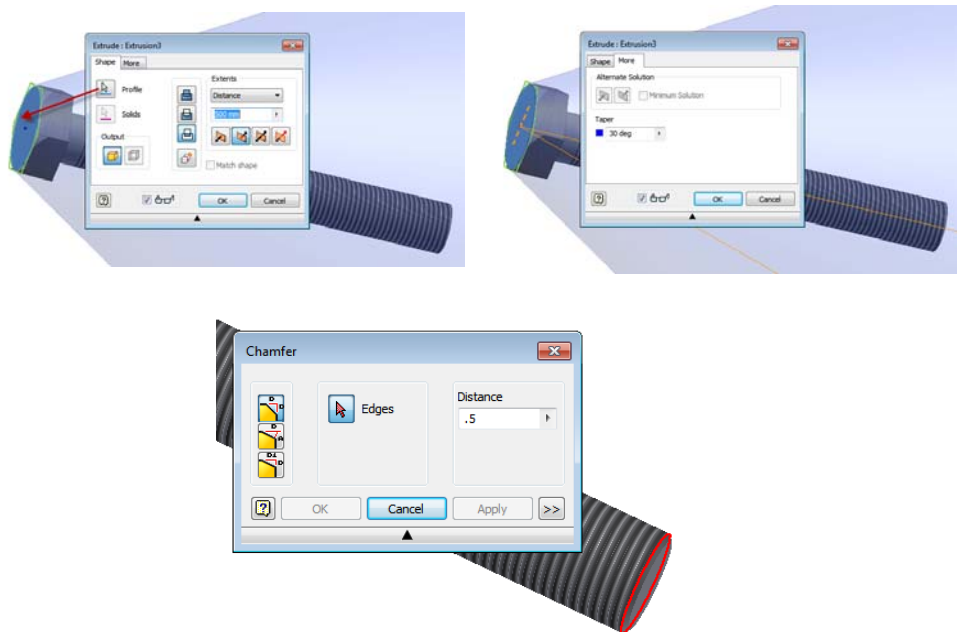 Extrude : Extrusion3
Shape More
Profile
Solids
Output
Extents
Distance
500 mm
Match shape
OK Cancel
Extrude : Extrusion3
Shape More
Alternate Solution
Minimum Solution
Taper
30 deg
OK Cancel
Chamfer
Edges
Distance
.5
OK Cancel Apply >>